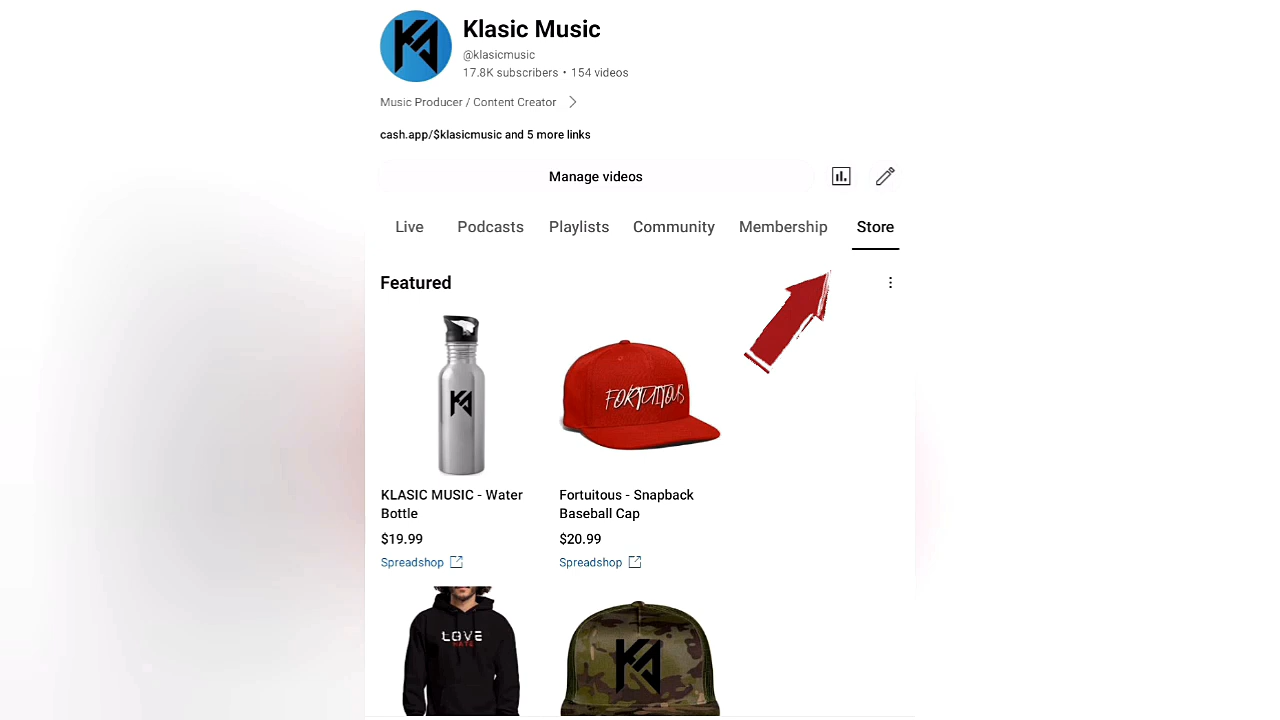 Klasic Music
@klasicmusic
17.8K subscribers • 154 videos
Music Producer / Content Creator
cash.app/$klasicmusic and 5 more links
Manage videos
Live Podcasts Playlists Community Membership Store
Featured
FORTUITOUS
KLASIC MUSIC - Water
Bottle
$19.99
Spreadshop
Fortuitous - Snapback
Baseball Cap
$20.99
Spreadshop
LOVE
HATE